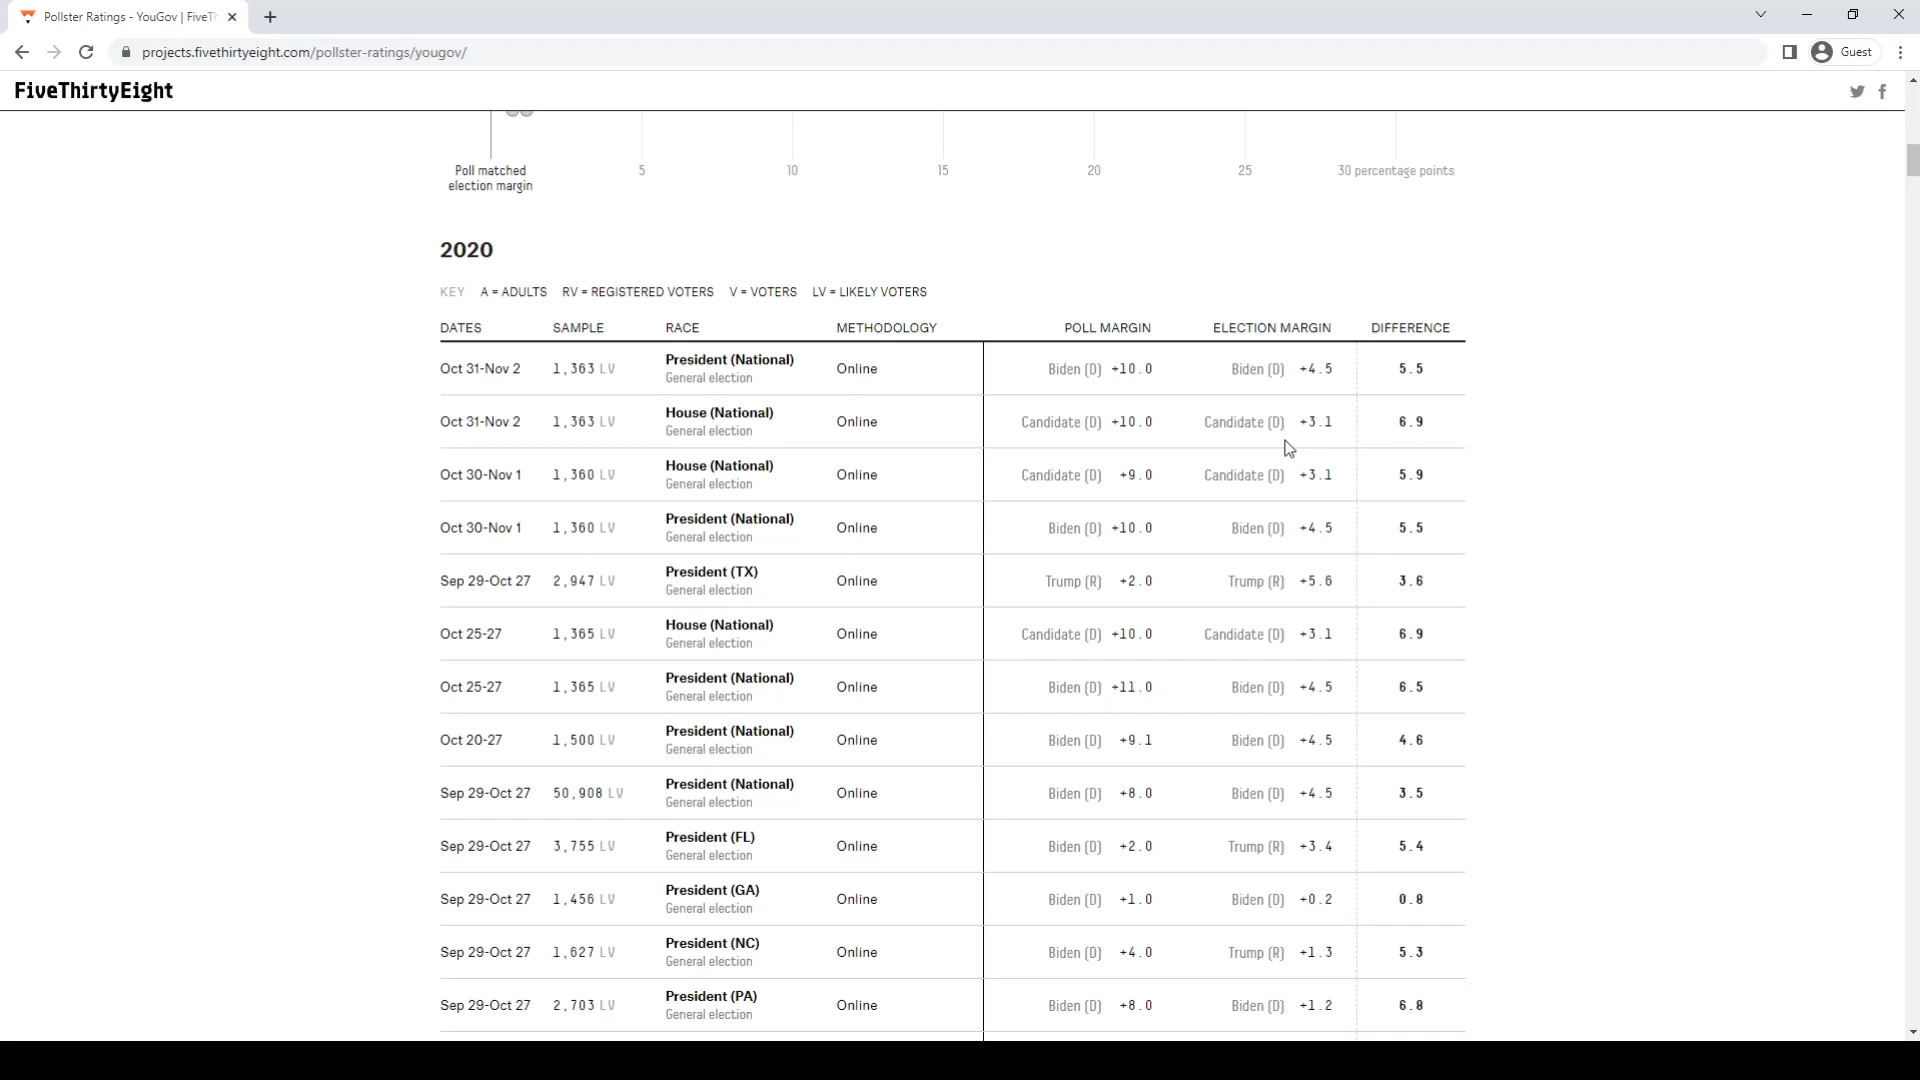 Pollster Ratings - YouGov | FiveTh
projects.fivethirtyeight.com/pollster-ratings/yougov/
Guest
FiveThirtyEight
Poll matched 5 10 15 20 25 30 percentage points
election margin
2020
KEY A = ADULTS RV = REGISTERED VOTERS V = VOTERS LV = LIKELY VOTERS
DATES SAMPLE RACE METHODOLOGY POLL MARGIN ELECTION MARGIN DIFFERENCE
Oct 31-Nov 2 1,363 LV President (National) Online Biden (D) +10.0 Biden (D) +4.5 5.5
General election
Oct 31-Nov 2 1,363 LV House (National) Online Candidate (D) +10.0 Candidate (D) +3.1 6.9
General election
Oct 30-Nov 1 1,360 LV House (National) Online Candidate (D) +9.0 Candidate (D) +3.1 5.9
General election
Oct 30-Nov 1 1,360 LV President (National) Online Biden (D) +10.0 Biden (D) +4.5 5.5
General election
Sep 29-Oct 27 2,947 LV President (TX) Online Trump (R) +2.0 Trump (R) +5.6 3.6
General election
Oct 25-27 1,365 LV House (National) Online Candidate (D) +10.0 Candidate (D) +3.1 6.9
General election
Oct 25-27 1,365 LV President (National) Online Biden (D) +11.0 Biden (D) +4.5 6.5
General election
Oct 20-27 1,500 LV President (National) Online Biden (D) +9.1 Biden (D) +4.5 4.6
General election
Sep 29-Oct 27 50,908 LV President (National) Online Biden (D) +8.0 Biden (D) +4.5 3.5
General election
Sep 29-Oct 27 3,755 LV President (FL) Online Biden (D) +2.0 Trump (R) +3.4 5.4
General election
Sep 29-Oct 27 1,456 LV President (GA) Online Biden (D) +1.0 Biden (D) +0.2 0.8
General election
Sep 29-Oct 27 1,627 LV President (NC) Online Biden (D) +4.0 Trump (R) +1.3 5.3
General election
Sep 29-Oct 27 2,703 LV President (PA) Online Biden (D) +8.0 Biden (D) +1.2 6.8
General election